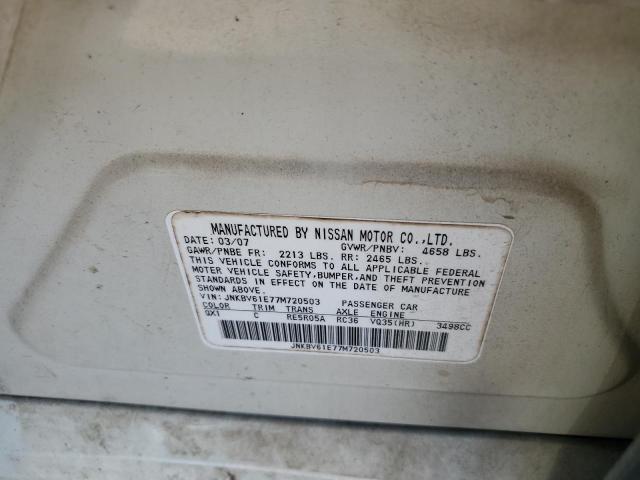 MANUFACTURED BY NISSAN MOTOR CO.,LTD.
DATE: 03/07 GVWR/PNBV: 4658 LBS.
GAWR/PNBE FR: 2213 LBS. RR: 2465 LBS.
THIS VEHICLE CONFORMS TO ALL APPLICABLE FEDERAL
MOTER VEHICLE SAFETY,BUMPER,AND THEFT PREVENTION
STANDARDS IN EFFECT ON THE DATE OF MANUFACTURE
SHOWN ABOVE.
VIN: JNKBV61E77M720503 PASSENGER CAR
COLOR TRIM TRANS AXLE ENGINE
QX1 C RE5R05A RC36 VQ35(HR) 3498CC
JNKBV61E77M720503